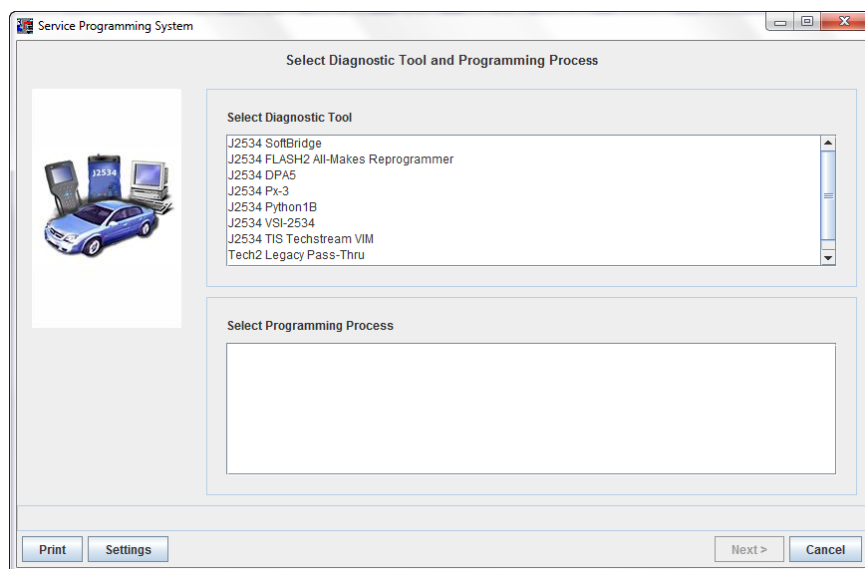 Service Programming System
Select Diagnostic Tool and Programming Process
J2534
Select Diagnostic Tool
J2534 SoftBridge
J2534 FLASH2 All-Makes Reprogrammer
J2534 DPA5
J2534 Px-3
J2534 Python1B
J2534 VSI-2534
J2534 TIS Techstream VIM
Tech2 Legacy Pass-Thru
Select Programming Process
Print Settings Next > Cancel